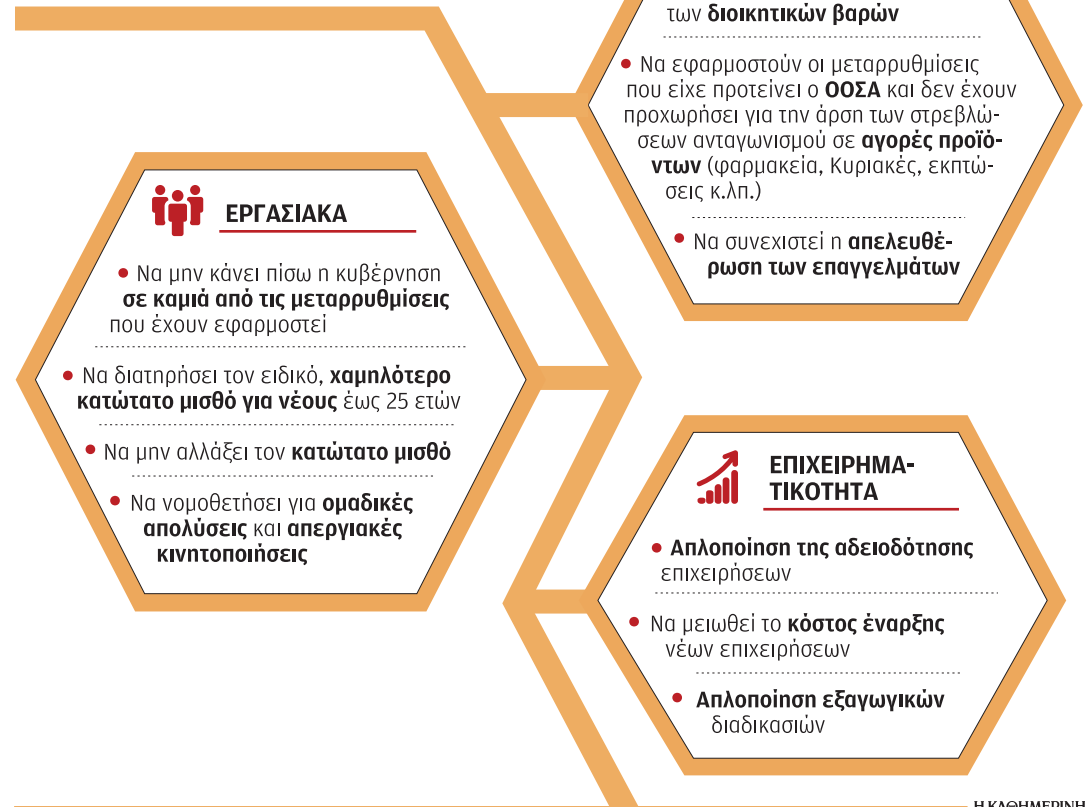 των διοικητικών βαρών
• Να εφαρμοστούν οι μεταρρυθμίσεις
που είχε προτείνει ο ΟΟΣΑ και δεν έχουν
προχωρήσει για την άρση των στρεβλώ-
σεων ανταγωνισμού σε αγορές προϊό-
ντων (φαρμακεία, Κυριακές, εκπτώ-
σεις κ.λπ.)
• Να συνεχιστεί η απελευθέ-
ρωση των επαγγελμάτων
ΕΡΓΑΣΙΑΚΑ
• Να μην κάνει πίσω η κυβέρνηση
σε καμιά από τις μεταρρυθμίσεις
που έχουν εφαρμοστεί
• Να διατηρήσει τον ειδικό, χαμηλότερο
κατώτατο μισθό για νέους έως 25 ετών
• Να μην αλλάξει τον κατώτατο μισθό
• Να νομοθετήσει για ομαδικές
απολύσεις και απεργιακές
κινητοποιήσεις
ΕΠΙΧΕΙΡΗΜΑ-
ΤΙΚΟΤΗΤΑ
• Απλοποίηση της αδειοδότησης
επιχειρήσεων
• Να μειωθεί το κόστος έναρξης
νέων επιχειρήσεων
• Απλοποίηση εξαγωγικών
διαδικασιών
Η ΚΑΘΗΜΕΡΙΝΗ